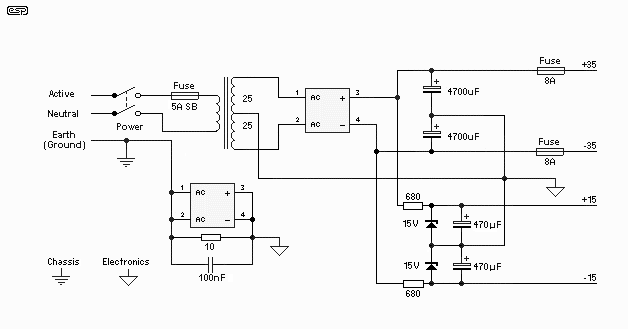 esp
Active
Neutral
Earth
(Ground)
Power
Fuse
5A SB
25
25
1
2
AC
AC
+
−
3
4
+
4700uF
+
4700uF
Fuse
8A
+35
Fuse
8A
-35
1
2
AC
AC
+
−
3
4
10
100nF
680
15V
+
470µF
+15
15V
+
470µF
680
-15
Chassis
Electronics